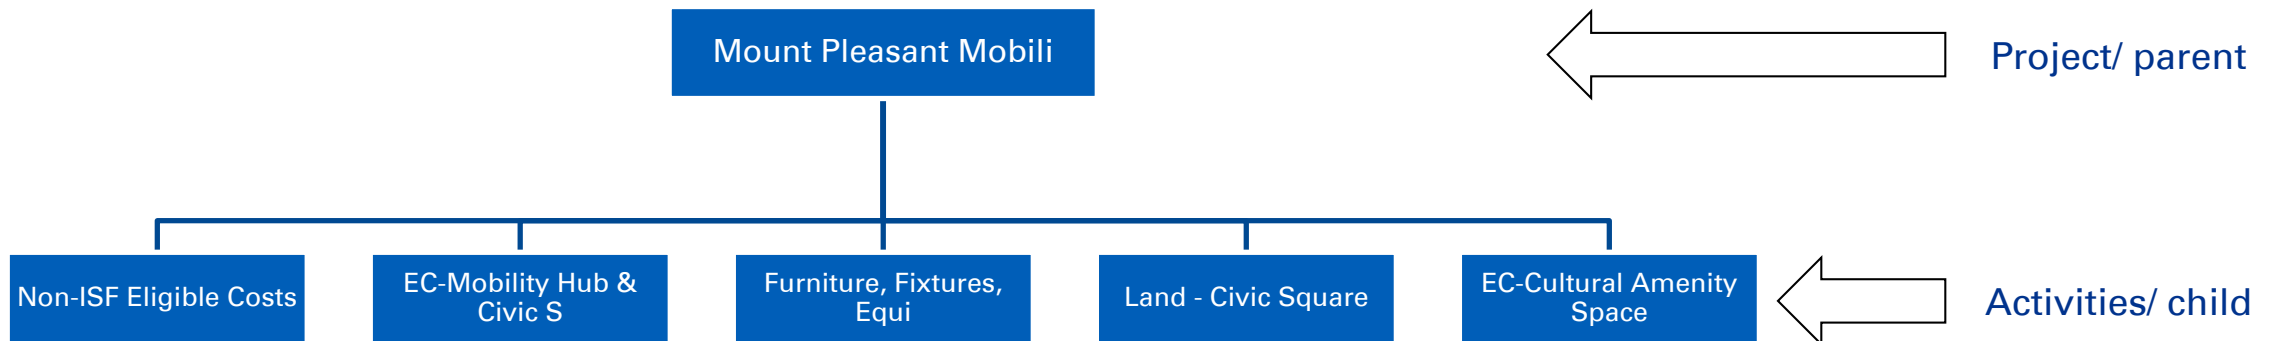 Mount Pleasant Mobili
Project/ parent
Non-ISF Eligible Costs
EC-Mobility Hub &
Civic S
Furniture, Fixtures,
Equi
Land - Civic Square
EC-Cultural Amenity
Space
Activities/ child